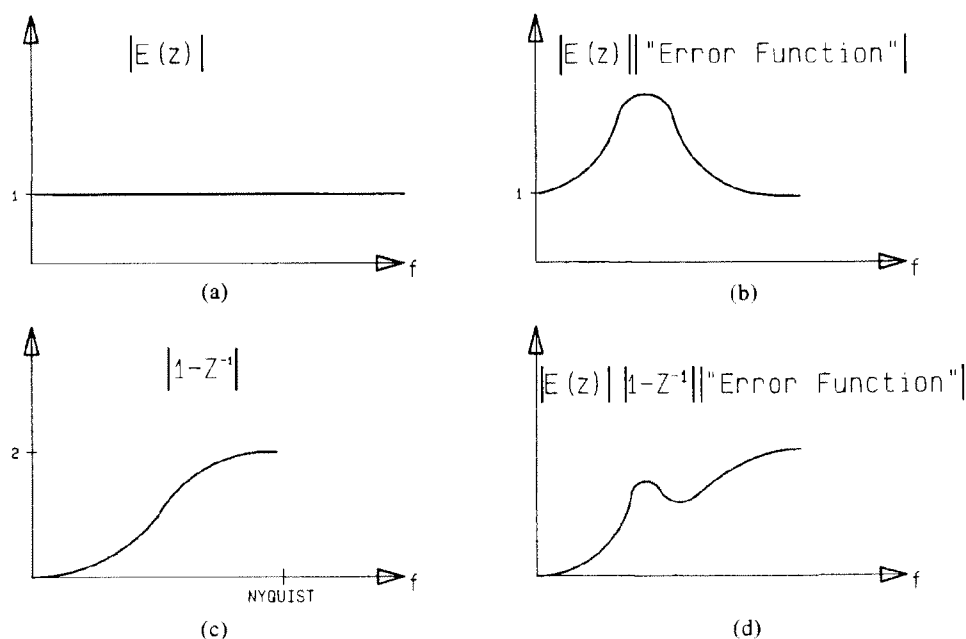 |E(z)|
1
f
(a)
|E(z)||"Error Function"|
1
f
(b)
|1-Z⁻¹|
2
f
NYQUIST
(c)
|E(z)| |1-Z⁻¹||"Error Function"|
f
(d)